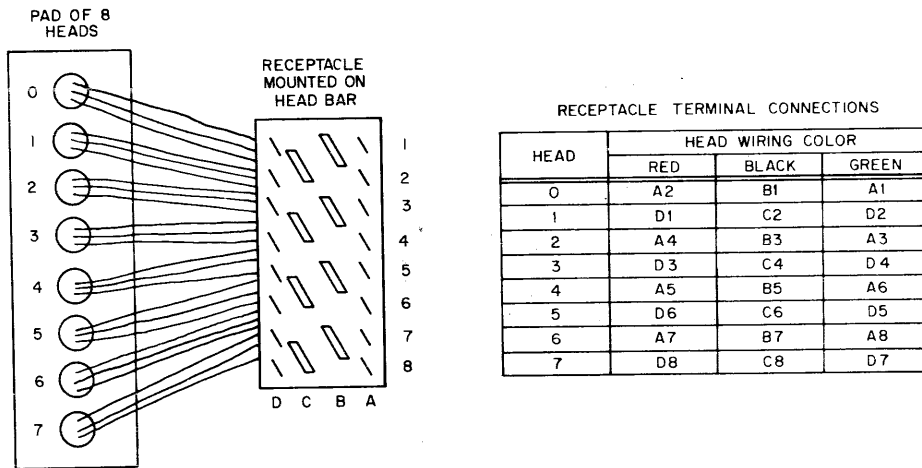 PAD OF 8
HEADS
0
1
2
3
4
5
6
7
RECEPTACLE
MOUNTED ON
HEAD BAR
1
2
3
4
5
6
7
8
D C B A
RECEPTACLE TERMINAL CONNECTIONS
HEAD HEAD WIRING COLOR
RED BLACK GREEN
0 A2 B1 A1
1 D1 C2 D2
2 A4 B3 A3
3 D3 C4 D4
4 A5 B5 A6
5 D6 C6 D5
6 A7 B7 A8
7 D8 C8 D7